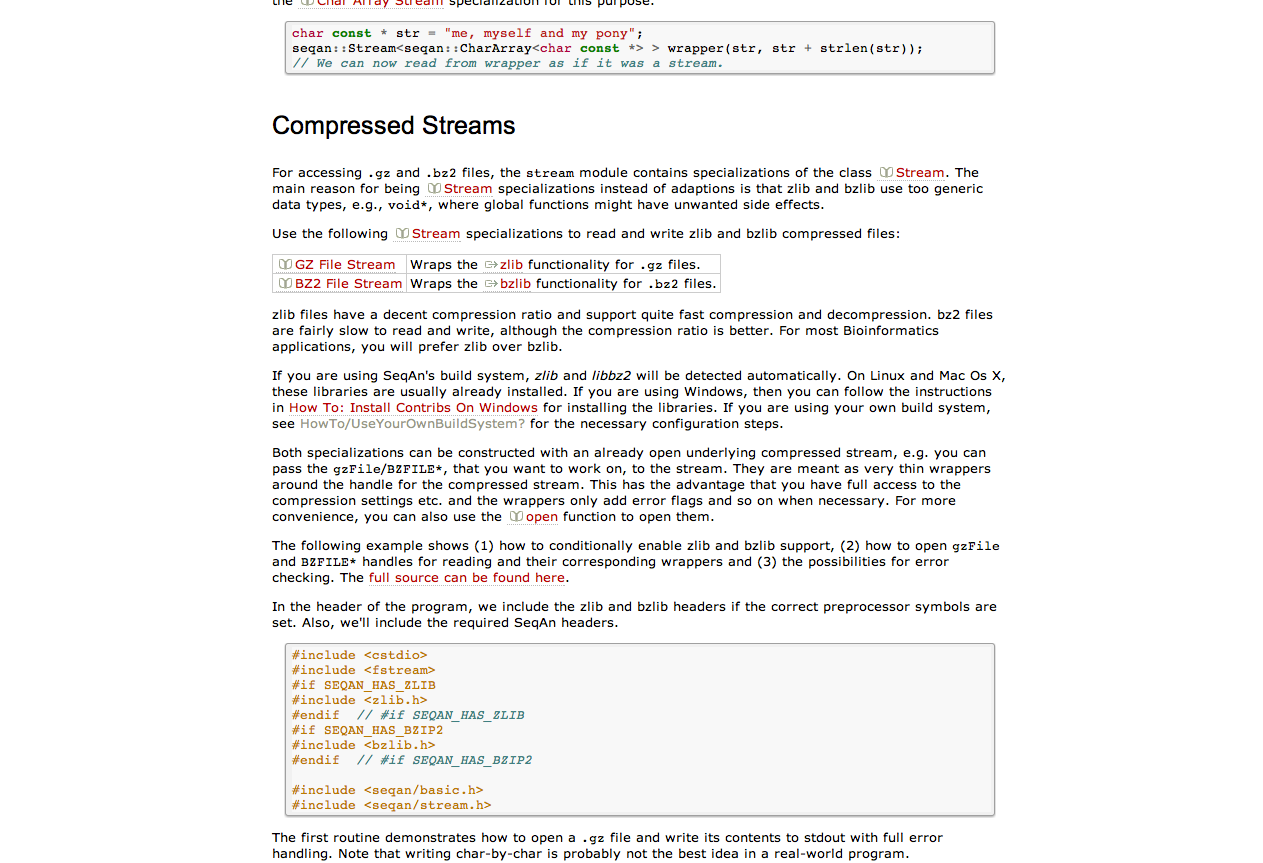 the Char Array Stream specialization for this purpose.
char const * str = "me, myself and my pony";
seqan::Stream<seqan::CharArray<char const *> > wrapper(str, str + strlen(str));
// We can now read from wrapper as if it was a stream.
Compressed Streams
For accessing .gz and .bz2 files, the stream module contains specializations of the class Stream. The
main reason for being Stream specializations instead of adaptions is that zlib and bzlib use too generic
data types, e.g., void*, where global functions might have unwanted side effects.
Use the following Stream specializations to read and write zlib and bzlib compressed files:
GZ File Stream Wraps the zlib functionality for .gz files.
BZ2 File Stream Wraps the bzlib functionality for .bz2 files.
zlib files have a decent compression ratio and support quite fast compression and decompression. bz2 files
are fairly slow to read and write, although the compression ratio is better. For most Bioinformatics
applications, you will prefer zlib over bzlib.
If you are using SeqAn's build system, zlib and libbz2 will be detected automatically. On Linux and Mac Os X,
these libraries are usually already installed. If you are using Windows, then you can follow the instructions
in How To: Install Contribs On Windows for installing the libraries. If you are using your own build system,
see HowTo/UseYourOwnBuildSystem? for the necessary configuration steps.
Both specializations can be constructed with an already open underlying compressed stream, e.g. you can
pass the gzFile/BZFILE*, that you want to work on, to the stream. They are meant as very thin wrappers
around the handle for the compressed stream. This has the advantage that you have full access to the
compression settings etc. and the wrappers only add error flags and so on when necessary. For more
convenience, you can also use the open function to open them.
The following example shows (1) how to conditionally enable zlib and bzlib support, (2) how to open gzFile
and BZFILE* handles for reading and their corresponding wrappers and (3) the possibilities for error
checking. The full source can be found here.
In the header of the program, we include the zlib and bzlib headers if the correct preprocessor symbols are
set. Also, we'll include the required SeqAn headers.
#include <cstdio>
#include <fstream>
#if SEQAN_HAS_ZLIB
#include <zlib.h>
#endif  // #if SEQAN_HAS_ZLIB
#if SEQAN_HAS_BZIP2
#include <bzlib.h>
#endif  // #if SEQAN_HAS_BZIP2
#include <seqan/basic.h>
#include <seqan/stream.h>
The first routine demonstrates how to open a .gz file and write its contents to stdout with full error
handling. Note that writing char-by-char is probably not the best idea in a real-world program.